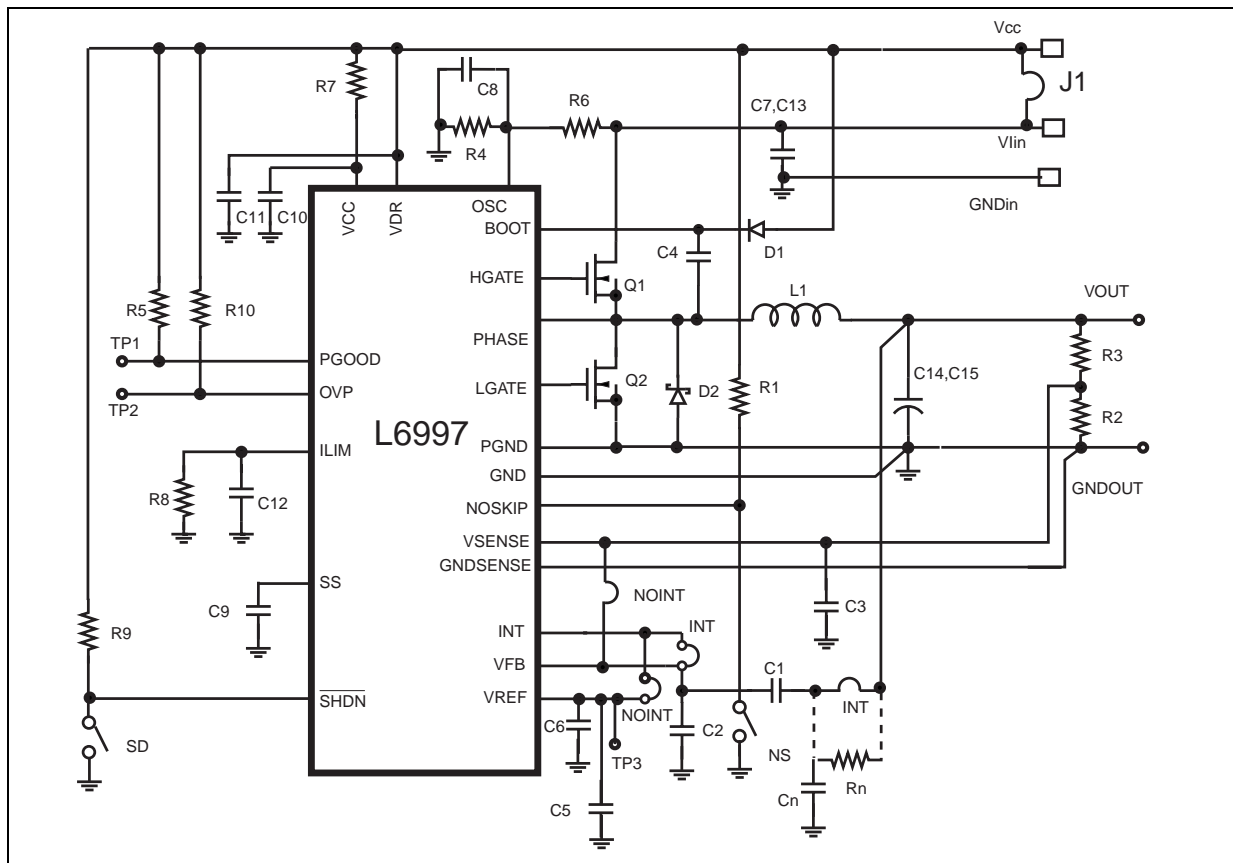 Vcc
J1
R7
C8
R6
C7,C13
VIin
R4
GNDin
C11
C10
VCC
VDR
OSC
BOOT
C4
D1
HGATE
Q1
L1
VOUT
R5
R10
PHASE
TP1
PGOOD
R3
TP2
OVP
LGATE
Q2
D2
R1
C14,C15
R2
L6997
ILIM
PGND
GND
GNDOUT
R8
C12
NOSKIP
VSENSE
GNDSENSE
SS
C9
NOINT
C3
R9
INT
INT
VFB
C1
SHDN
VREF
NOINT
INT
C6
C2
NS
SD
TP3
Rn
Cn
C5